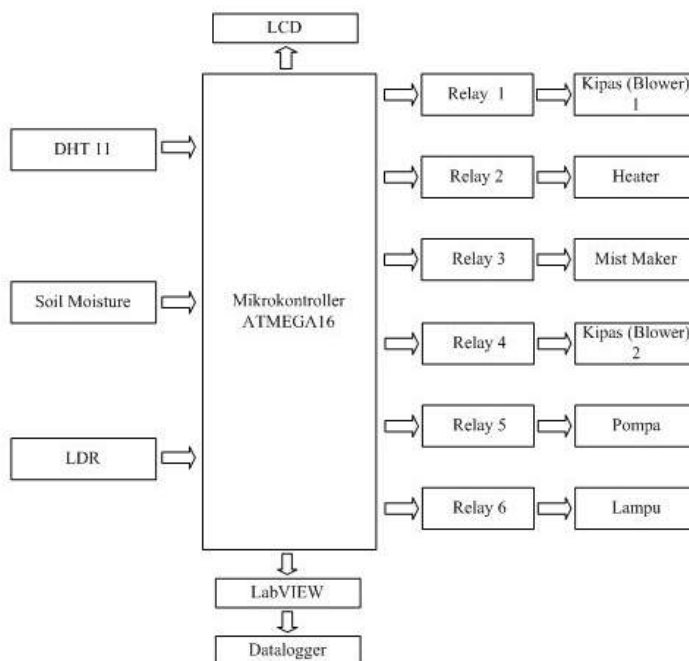 LCD
DHT 11
Soil Moisture
LDR
Mikrokontroller
ATMEGA16
Relay 1
Kipas (Blower)
1
Relay 2
Heater
Relay 3
Mist Maker
Relay 4
Kipas (Blower)
2
Relay 5
Pompa
Relay 6
Lampu
LabVIEW
Datalogger